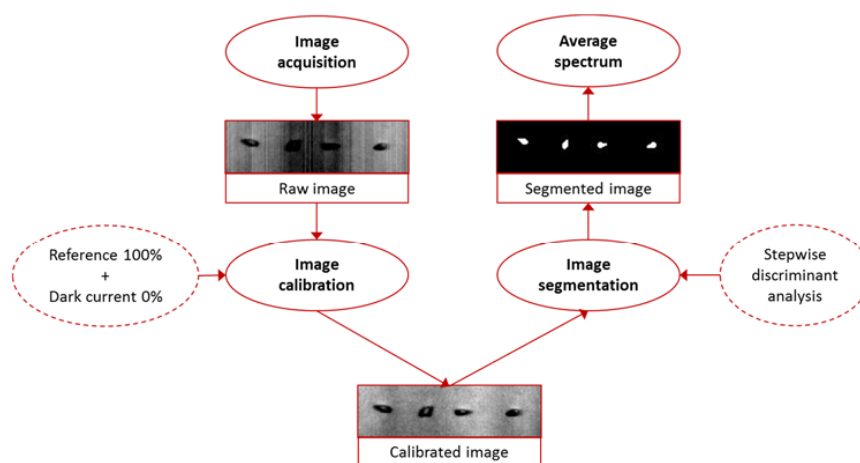 Image
acquisition
Raw image
Reference 100%
+
Dark current 0%
Image
calibration
Calibrated image
Average
spectrum
Segmented image
Image
segmentation
Stepwise
discriminant
analysis